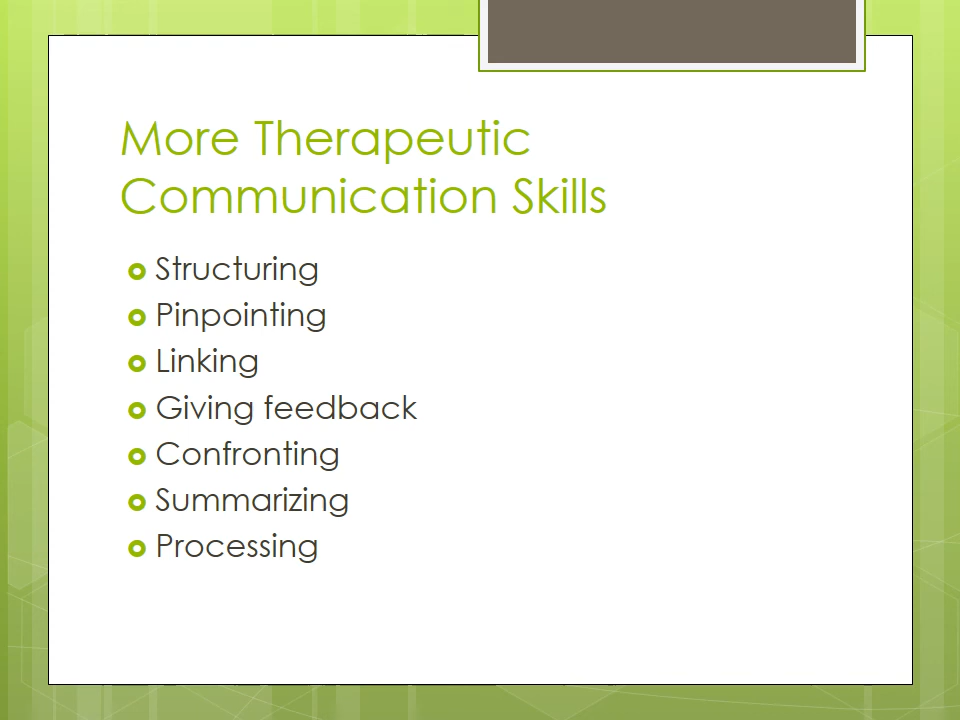 More Therapeutic
Communication Skills
Structuring
Pinpointing
Linking
Giving feedback
Confronting
Summarizing
Processing